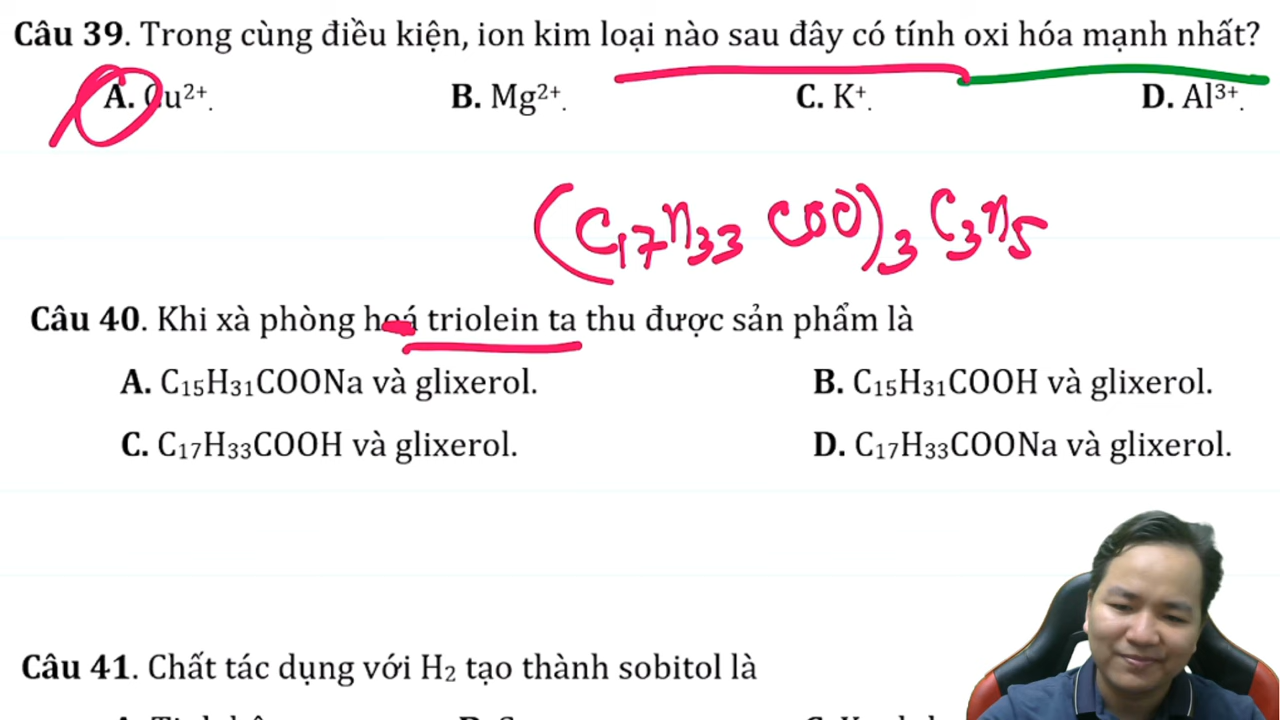 Câu 39. Trong cùng điều kiện, ion kim loại nào sau đây có tính oxi hóa mạnh nhất?
A. Cu²⁺. B. Mg²⁺. C. K⁺. D. Al³⁺.
(C₁₇H₃₃COO)₃C₃H₅
Câu 40. Khi xà phòng hoá triolein ta thu được sản phẩm là
A. C₁₅H₃₁COONa và glixerol. B. C₁₅H₃₁COOH và glixerol.
C. C₁₇H₃₃COOH và glixerol. D. C₁₇H₃₃COONa và glixerol.
Câu 41. Chất tác dụng với H₂ tạo thành sobitol là